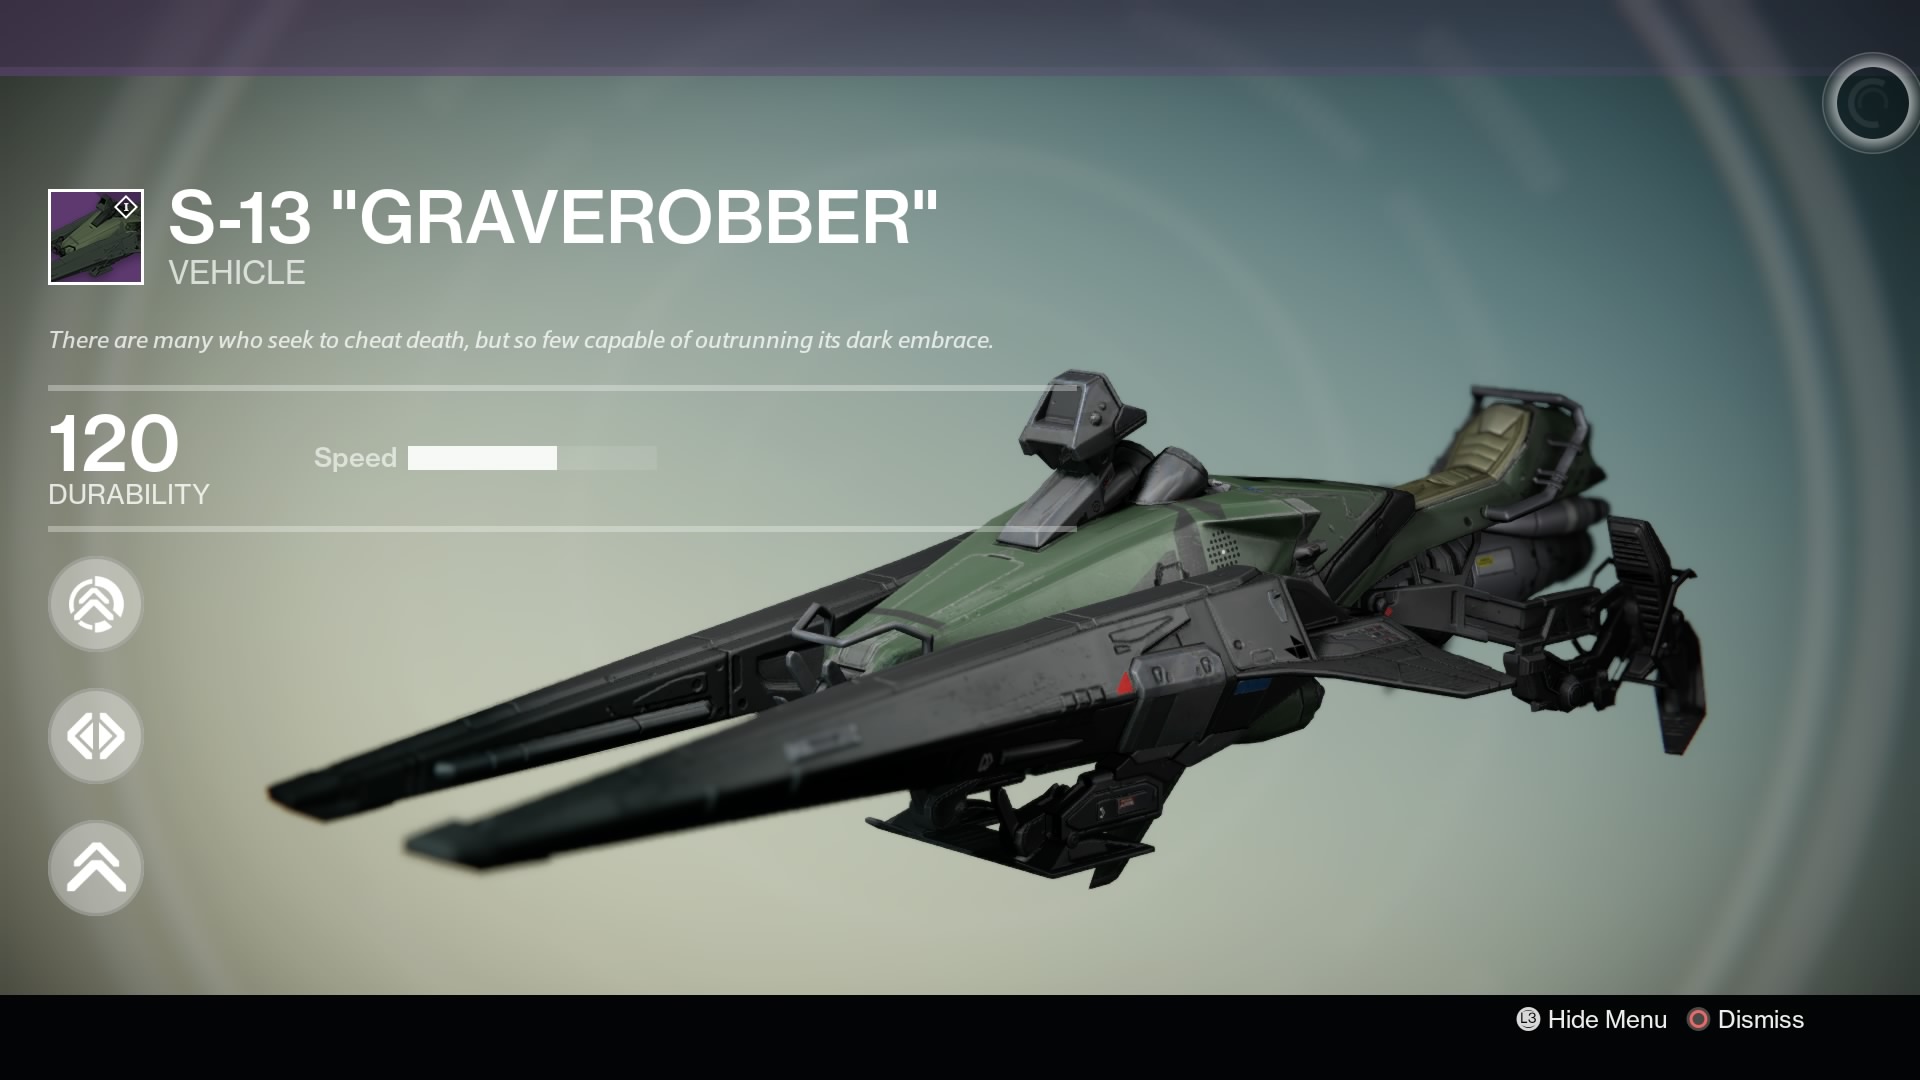 S-13 "GRAVEROBBER"
VEHICLE
There are many who seek to cheat death, but so few capable of outrunning its dark embrace.
120
DURABILITY
Speed
L3 Hide Menu
Dismiss